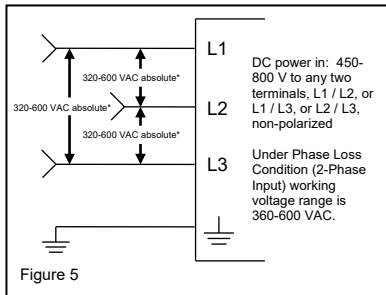 L1
320-600 VAC absolute*
320-600 VAC absolute*
L2
320-600 VAC absolute*
L3
DC power in: 450-
800 V to any two
terminals, L1 / L2, or
L1 / L3, or L2 / L3,
non-polarized
Under Phase Loss
Condition (2-Phase
Input) working
voltage range is
360-600 VAC.
Figure 5